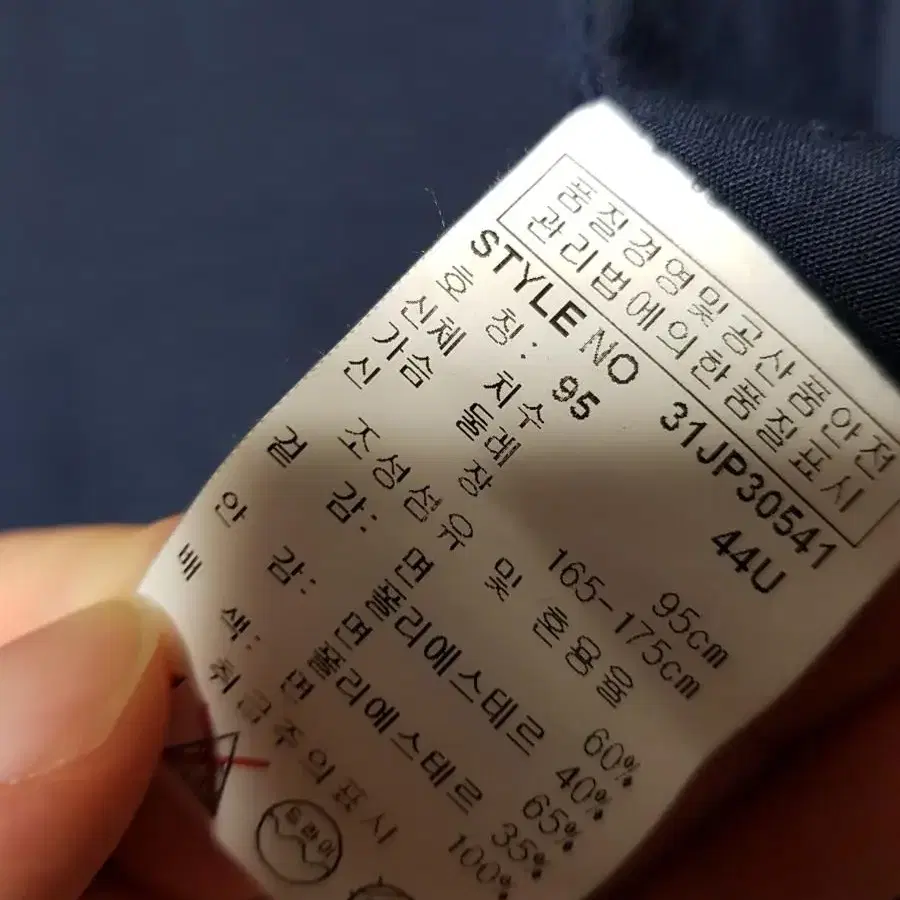 품질경영및공산품안전
관리법에의한품질표시
STYLE NO 31JP30541
호 칭: 95 44U
신체 치수
가슴 둘레 95cm
신 장 165-175cm
조성섬유 및 혼용율
겉 감: 면 60%
폴리에스테르 40%
안 감: 면 65%
폴리에스테르 35%
배 색: 면 100%
취급주의표시
드라이